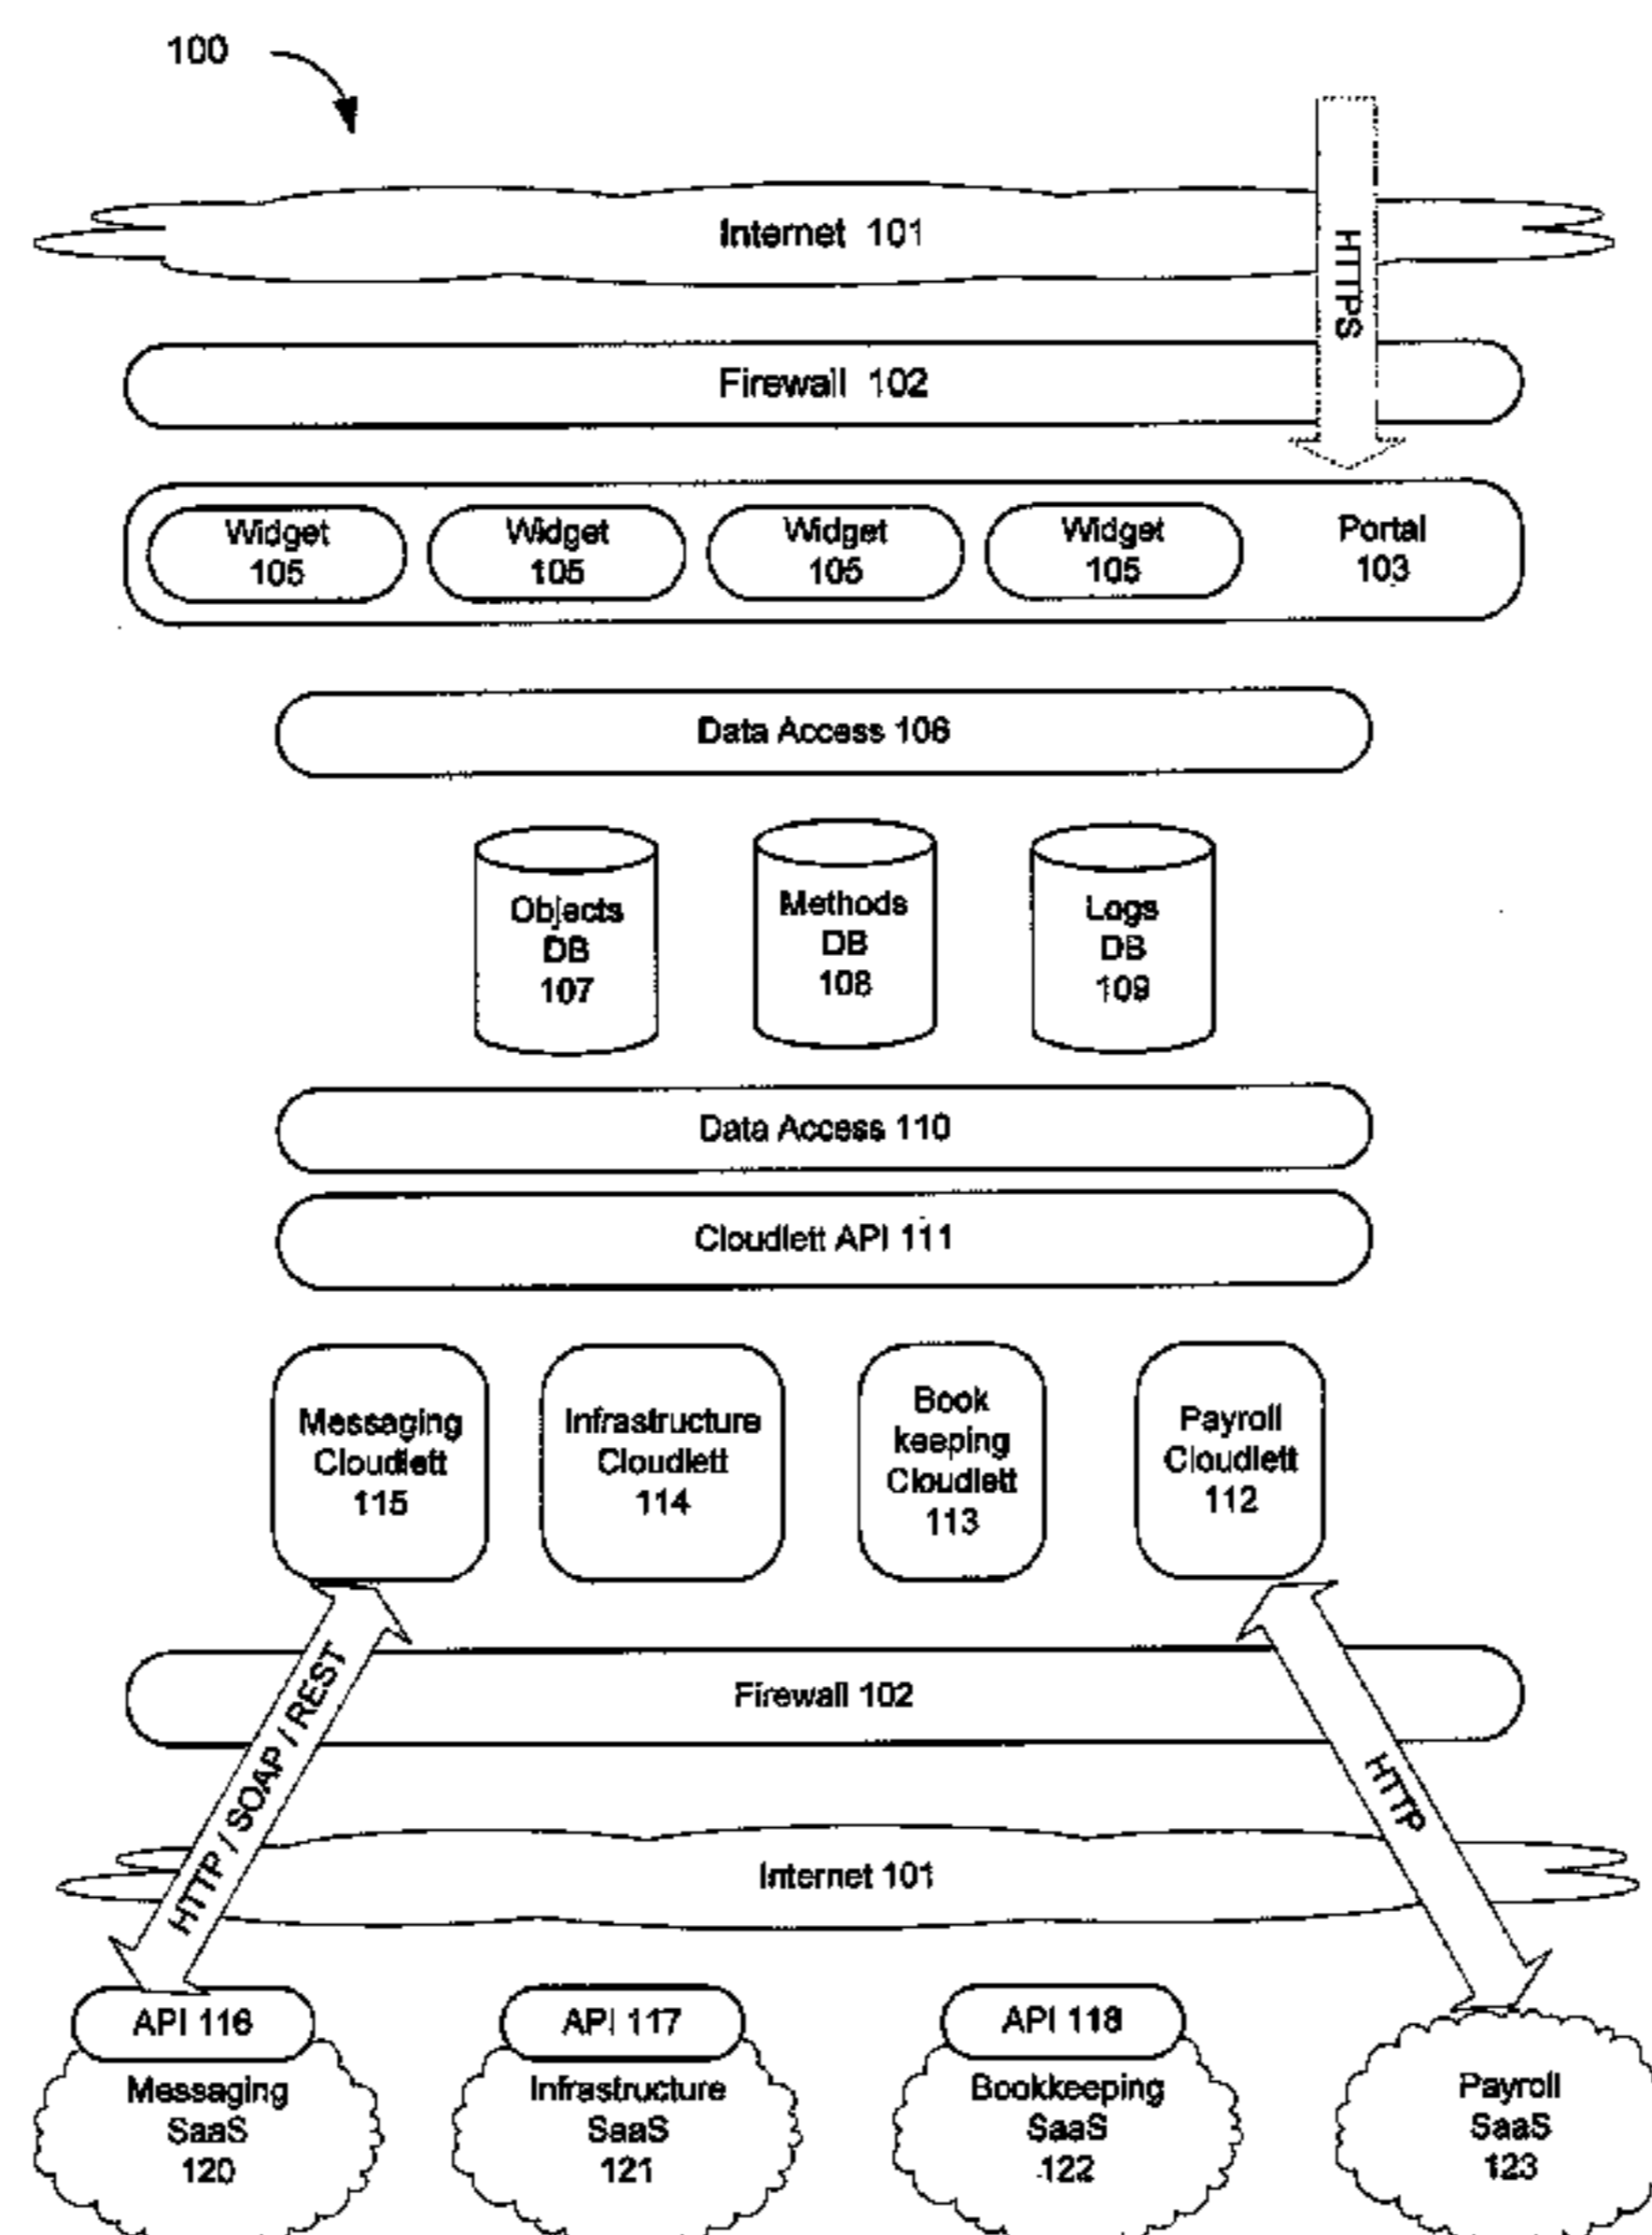 100
Internet 101
HTTPS
Firewall 102
Widget
105
Widget
105
Widget
105
Widget
105
Portal
103
Data Access 106
Objects
DB
107
Methods
DB
108
Logs
DB
109
Data Access 110
Cloudlett API 111
Messaging
Cloudlett
115
Infrastructure
Cloudlett
114
Book
keeping
Cloudlett
113
Payroll
Cloudlett
112
HTTP / SOAP / REST
Firewall 102
HTTP
Internet 101
API 116
Messaging
SaaS
120
API 117
Infrastructure
SaaS
121
API 118
Bookkeeping
SaaS
122
Payroll
SaaS
123